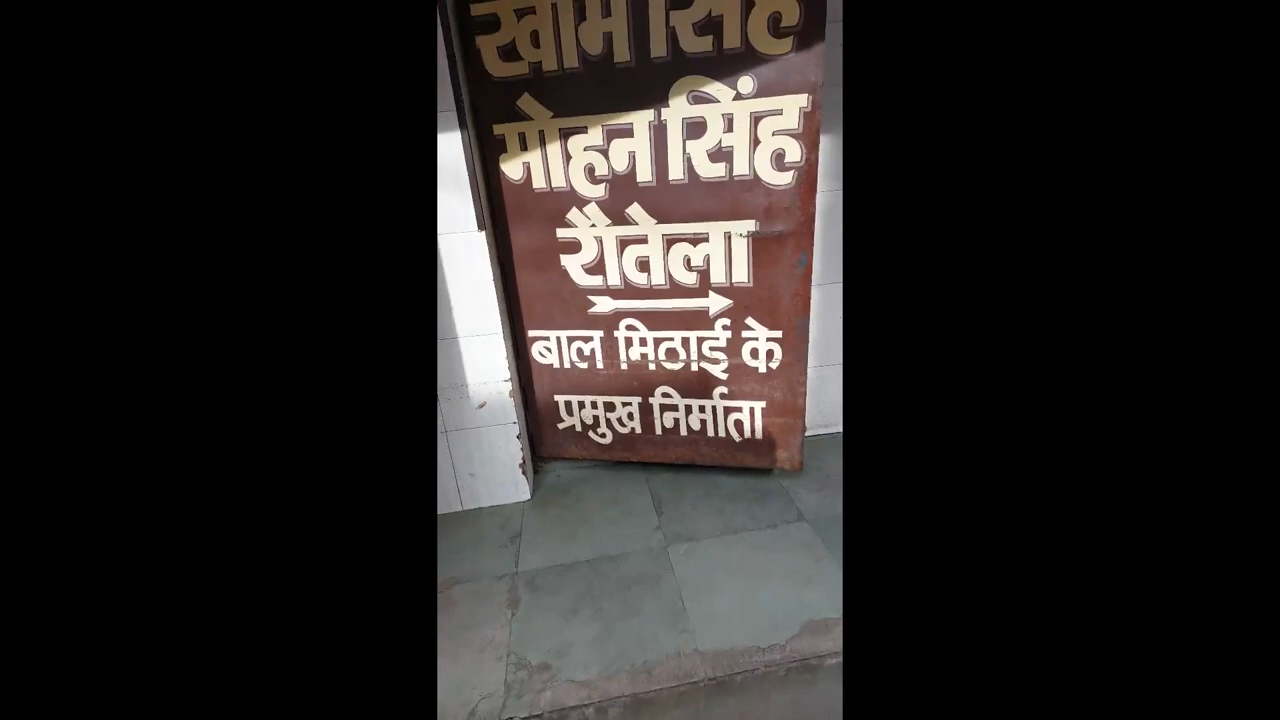 खीम सिंह
मोहन सिंह
रौतेला
बाल मिठाई के
प्रमुख निर्माता